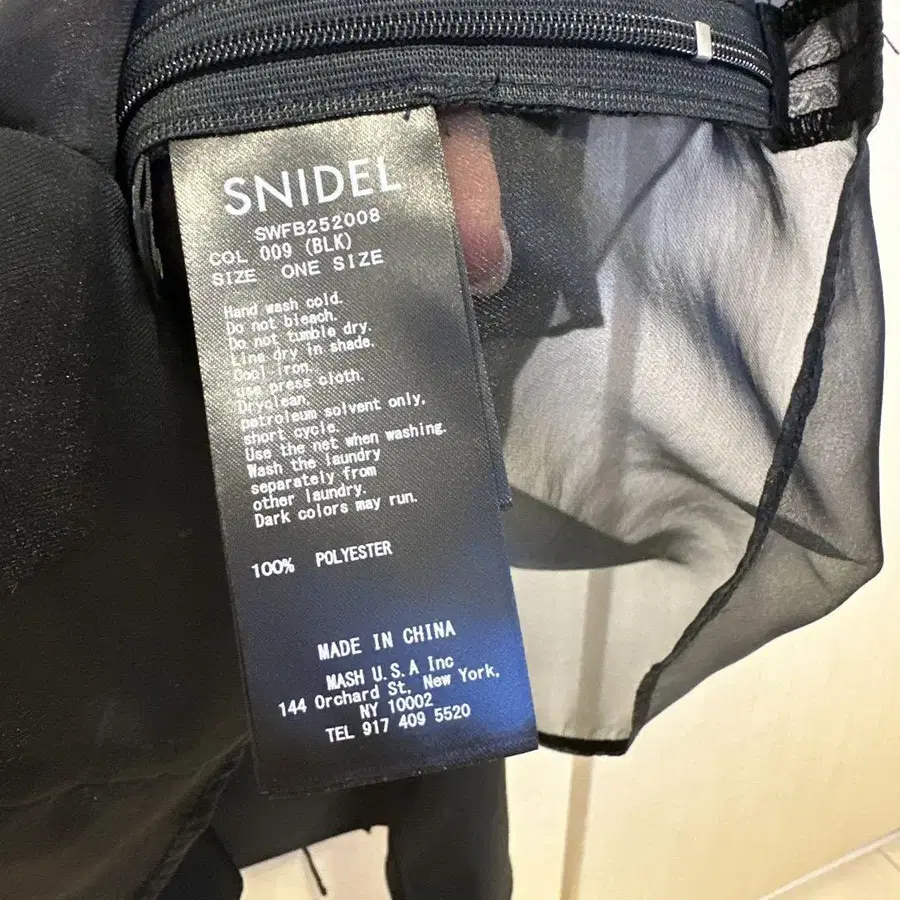 SNIDEL
SWFB252008
COL 009 (BLK)
SIZE ONE SIZE
Hand wash cold.
Do not bleach.
Do not tumble dry.
Line dry in shade.
Cool iron.
use press cloth.
Dryclean,
petroleum solvent only,
short cycle.
Use the net when washing.
Wash the laundry
separately from
other laundry.
Dark colors may run.
100% POLYESTER
MADE IN CHINA
MASH U.S.A Inc
144 Orchard St, New York,
NY 10002
TEL 917 409 5520